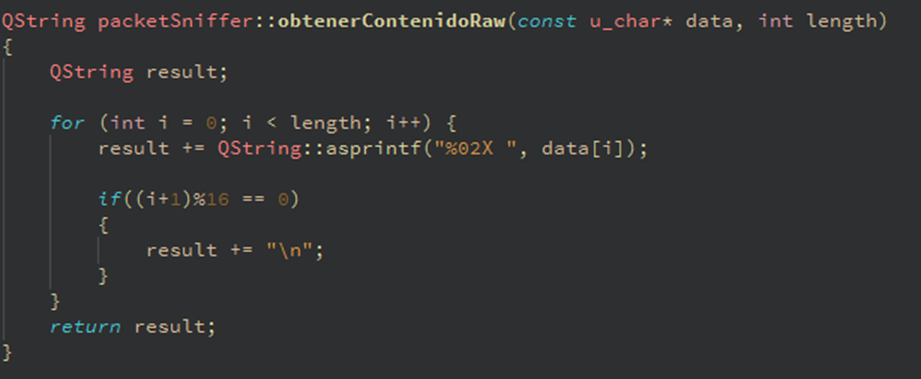 QString packetSniffer::obtenerContenidoRaw(const u_char* data, int length)
{
    QString result;

    for (int i = 0; i < length; i++) {
        result += QString::asprintf("%02X ", data[i]);

        if((i+1)%16 == 0)
        {
            result += "\n";
        }
    }
    return result;
}